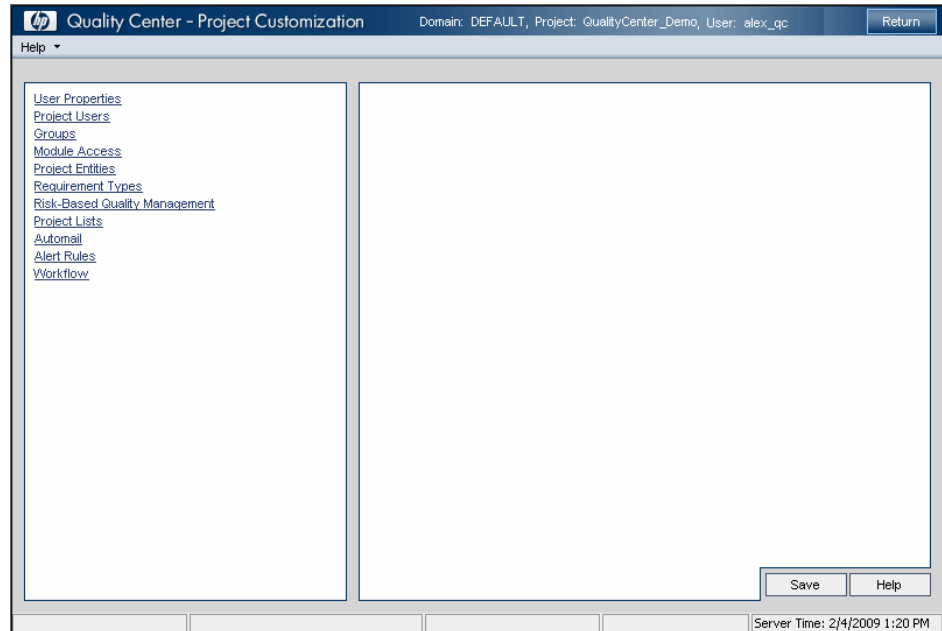 hp Quality Center - Project Customization Domain: DEFAULT, Project: QualityCenter_Demo, User: alex_qc Return
Help
User Properties
Project Users
Groups
Module Access
Project Entities
Requirement Types
Risk-Based Quality Management
Project Lists
Automail
Alert Rules
Workflow
Save Help
Server Time: 2/4/2009 1:20 PM